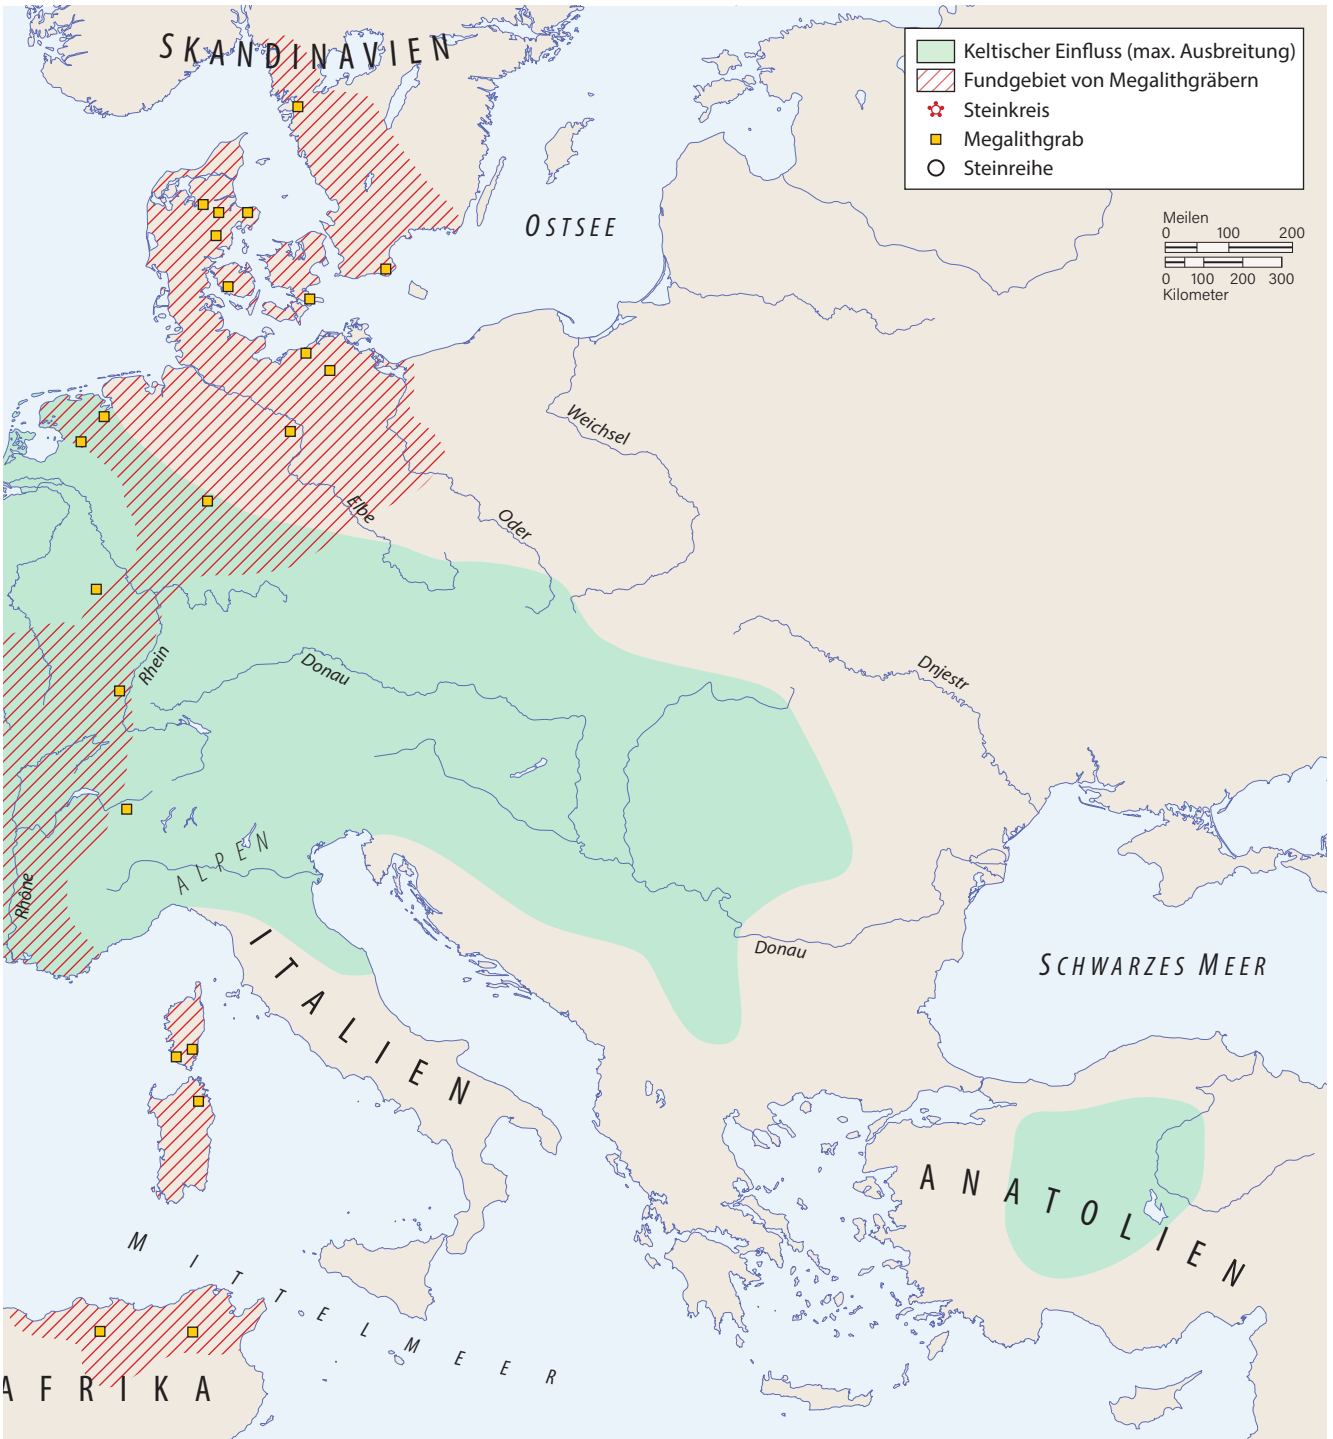 SKANDINAVIEN
Keltischer Einfluss (max. Ausbreitung)
Fundgebiet von Megalithgräbern
Steinkreis
Megalithgrab
Steinreihe
OSTSEE
Meilen
0 100 200
0 100 200 300
Kilometer
Weichsel
Elbe
Oder
Rhein
Donau
Dnjestr
ALPEN
Rhône
Donau
ITALIEN
SCHWARZES MEER
ANATOLIEN
MITTELMEER
AFRIKA